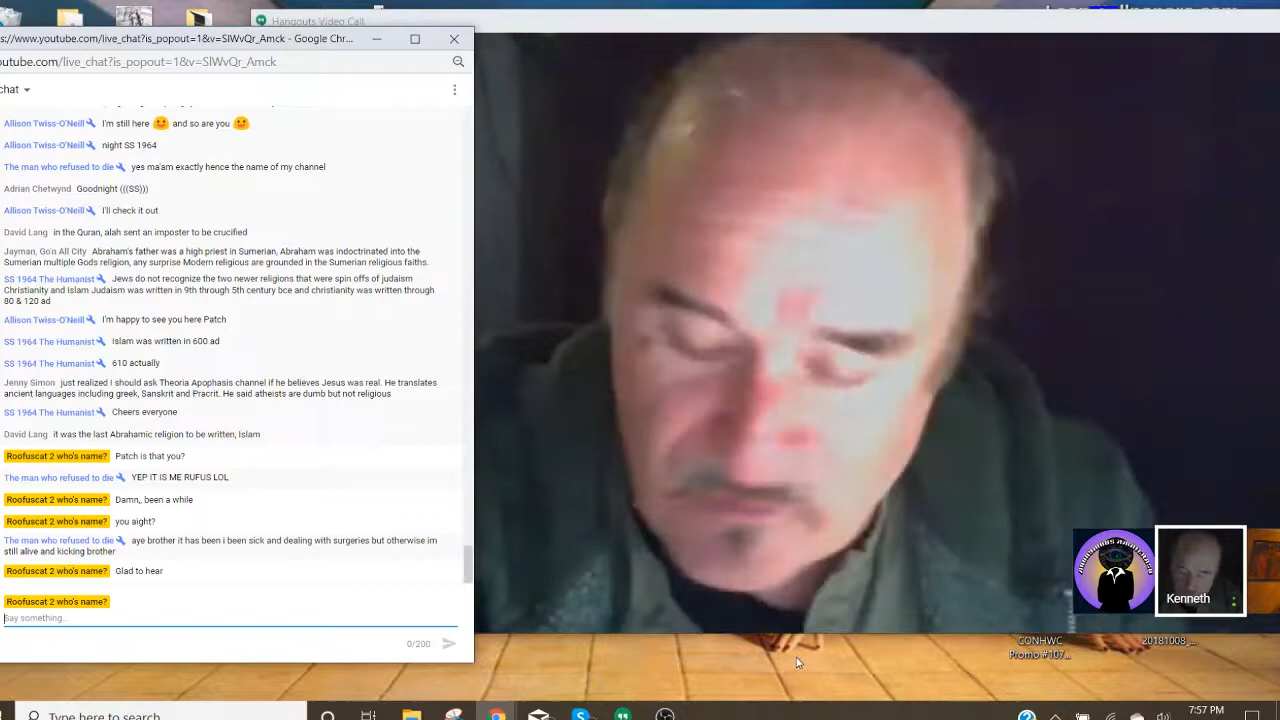 Hangouts Video Call
s://www.youtube.com/live_chat?is_popout=1&v=SlWvQr_Amck - Google Chr...
outube.com/live_chat?is_popout=1&v=SlWvQr_Amck
chat
Allison Twiss-O'Neill I'm still here and so are you
Allison Twiss-O'Neill night SS 1964
The man who refused to die yes ma'am exactly hence the name of my channel
Adrian Chetwynd Goodnight (((SS)))
Allison Twiss-O'Neill I'll check it out
David Lang in the Quran, alah sent an imposter to be crucified
Jayman, Go'n All City Abraham's father was a high priest in Sumerian, Abraham was indoctrinated into the
Sumerian multiple Gods religion, any surprise Modern religious are grounded in the Sumerian religious faiths.
SS 1964 The Humanist Jews do not recognize the two newer religions that were spin offs of judaism
Christianity and Islam Judaism was written in 9th through 5th century bce and christianity was written through
80 & 120 ad
Allison Twiss-O'Neill I'm happy to see you here Patch
SS 1964 The Humanist Islam was written in 600 ad
SS 1964 The Humanist 610 actually
Jenny Simon just realized I should ask Theoria Apophasis channel if he believes Jesus was real. He translates
ancient languages including greek, Sanskrit and Pracrit. He said atheists are dumb but not religious
SS 1964 The Humanist Cheers everyone
David Lang it was the last Abrahamic religion to be written, Islam
Roofuscat 2 who's name? Patch is that you?
The man who refused to die YEP IT IS ME RUFUS LOL
Roofuscat 2 who's name? Damn,, been a while
Roofuscat 2 who's name? you aight?
The man who refused to die aye brother it has been i been sick and dealing with surgeries but otherwise im
still alive and kicking brother
Roofuscat 2 who's name? Glad to hear
Roofuscat 2 who's name?
Say something...
0/200
Kenneth
CONHWC
Promo #107...
20181008_...
Type here to search
7:57 PM